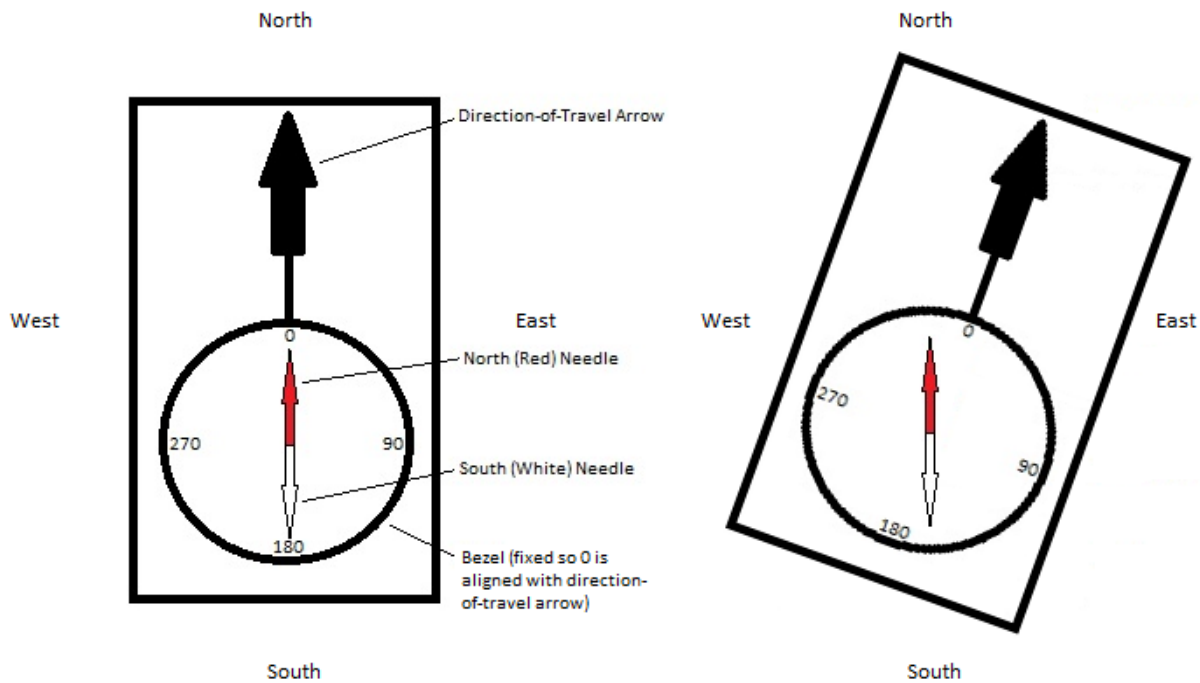 North
Direction-of-Travel Arrow
West
East
0
North (Red) Needle
270
90
South (White) Needle
180
Bezel (fixed so 0 is
aligned with direction-
of-travel arrow)
South
North
West
East
0
270
90
180
South